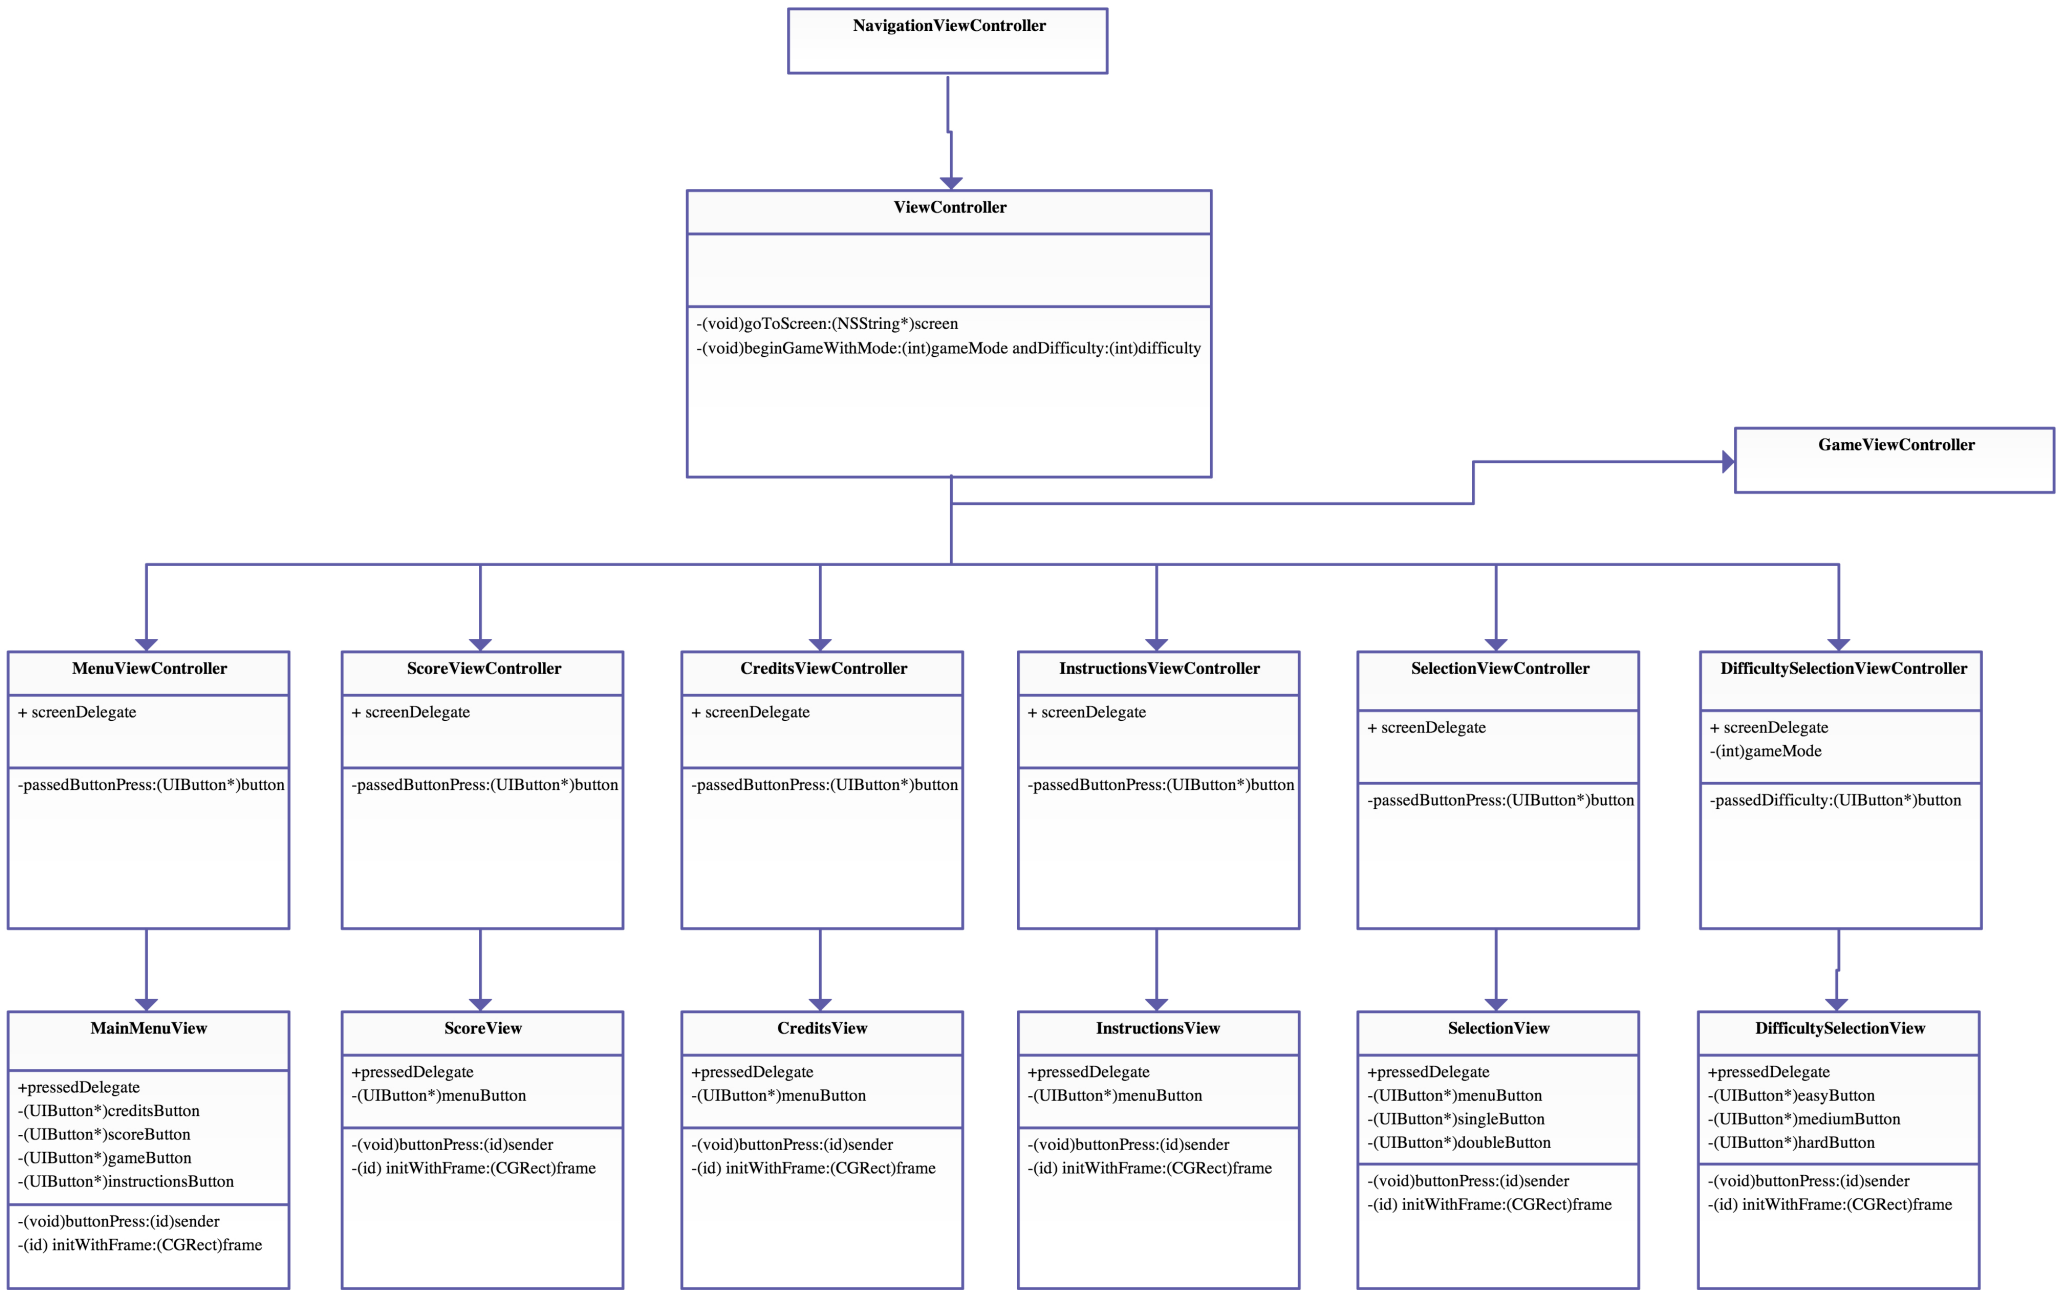 NavigationViewController
ViewController
-(void)goToScreen:(NSString*)screen
-(void)beginGameWithMode:(int)gameMode andDifficulty:(int)difficulty
GameViewController
MenuViewController
+ screenDelegate
-passedButtonPress:(UIButton*)button
ScoreViewController
+ screenDelegate
-passedButtonPress:(UIButton*)button
CreditsViewController
+ screenDelegate
-passedButtonPress:(UIButton*)button
InstructionsViewController
+ screenDelegate
-passedButtonPress:(UIButton*)button
SelectionViewController
+ screenDelegate
-passedButtonPress:(UIButton*)button
DifficultySelectionViewController
+ screenDelegate
-(int)gameMode
-passedDifficulty:(UIButton*)button
MainMenuView
+pressedDelegate
-(UIButton*)creditsButton
-(UIButton*)scoreButton
-(UIButton*)gameButton
-(UIButton*)instructionsButton
-(void)buttonPress:(id)sender
-(id) initWithFrame:(CGRect)frame
ScoreView
+pressedDelegate
-(UIButton*)menuButton
-(void)buttonPress:(id)sender
-(id) initWithFrame:(CGRect)frame
CreditsView
+pressedDelegate
-(UIButton*)menuButton
-(void)buttonPress:(id)sender
-(id) initWithFrame:(CGRect)frame
InstructionsView
+pressedDelegate
-(UIButton*)menuButton
-(void)buttonPress:(id)sender
-(id) initWithFrame:(CGRect)frame
SelectionView
+pressedDelegate
-(UIButton*)menuButton
-(UIButton*)singleButton
-(UIButton*)doubleButton
-(void)buttonPress:(id)sender
-(id) initWithFrame:(CGRect)frame
DifficultySelectionView
+pressedDelegate
-(UIButton*)easyButton
-(UIButton*)mediumButton
-(UIButton*)hardButton
-(void)buttonPress:(id)sender
-(id) initWithFrame:(CGRect)frame